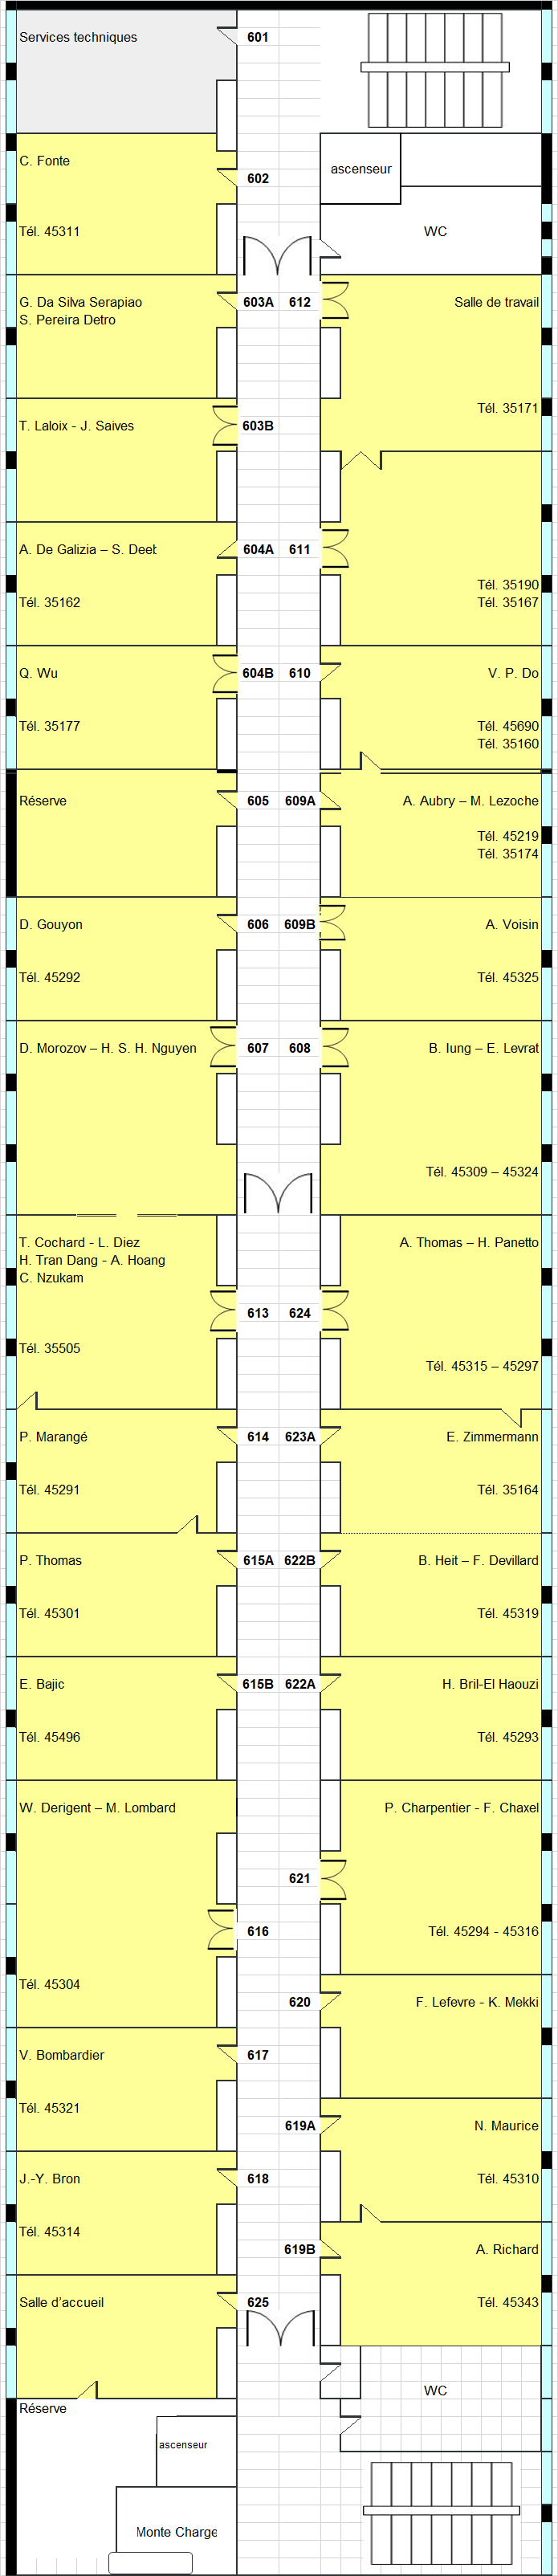 Services techniques
601
C. Fonte
ascenseur
602
Tél. 45311
WC
G. Da Silva Serapiao
603A 612
Salle de travail
S. Pereira Detro
Tél. 35171
T. Laloix - J. Saives
603B
A. De Galizia – S. Deeb
604A 611
Tél. 35190
Tél. 35162
Tél. 35167
Q. Wu
604B 610
V. P. Do
Tél. 35177
Tél. 45690
Tél. 35160
Réserve
605 609A
A. Aubry – M. Lezoche
Tél. 45219
Tél. 35174
D. Gouyon
606 609B
A. Voisin
Tél. 45292
Tél. 45325
D. Morozov – H. S. H. Nguyen
607 608
B. Iung – E. Levrat
Tél. 45309 – 45324
T. Cochard - L. Diez
A. Thomas – H. Panetto
H. Tran Dang - A. Hoang
C. Nzukam
613 624
Tél. 35505
Tél. 45315 – 45297
P. Marangé
614 623A
E. Zimmermann
Tél. 45291
Tél. 35164
P. Thomas
615A 622B
B. Heit – F. Devillard
Tél. 45301
Tél. 45319
E. Bajic
615B 622A
H. Bril-El Haouzi
Tél. 45496
Tél. 45293
W. Derigent – M. Lombard
P. Charpentier - F. Chaxel
621
616
Tél. 45294 - 45316
Tél. 45304
620
F. Lefevre - K. Mekki
V. Bombardier
617
Tél. 45321
619A
N. Maurice
J.-Y. Bron
618
Tél. 45310
Tél. 45314
619B
A. Richard
Salle d'accueil
625
Tél. 45343
WC
Réserve
ascenseur
Monte Charge